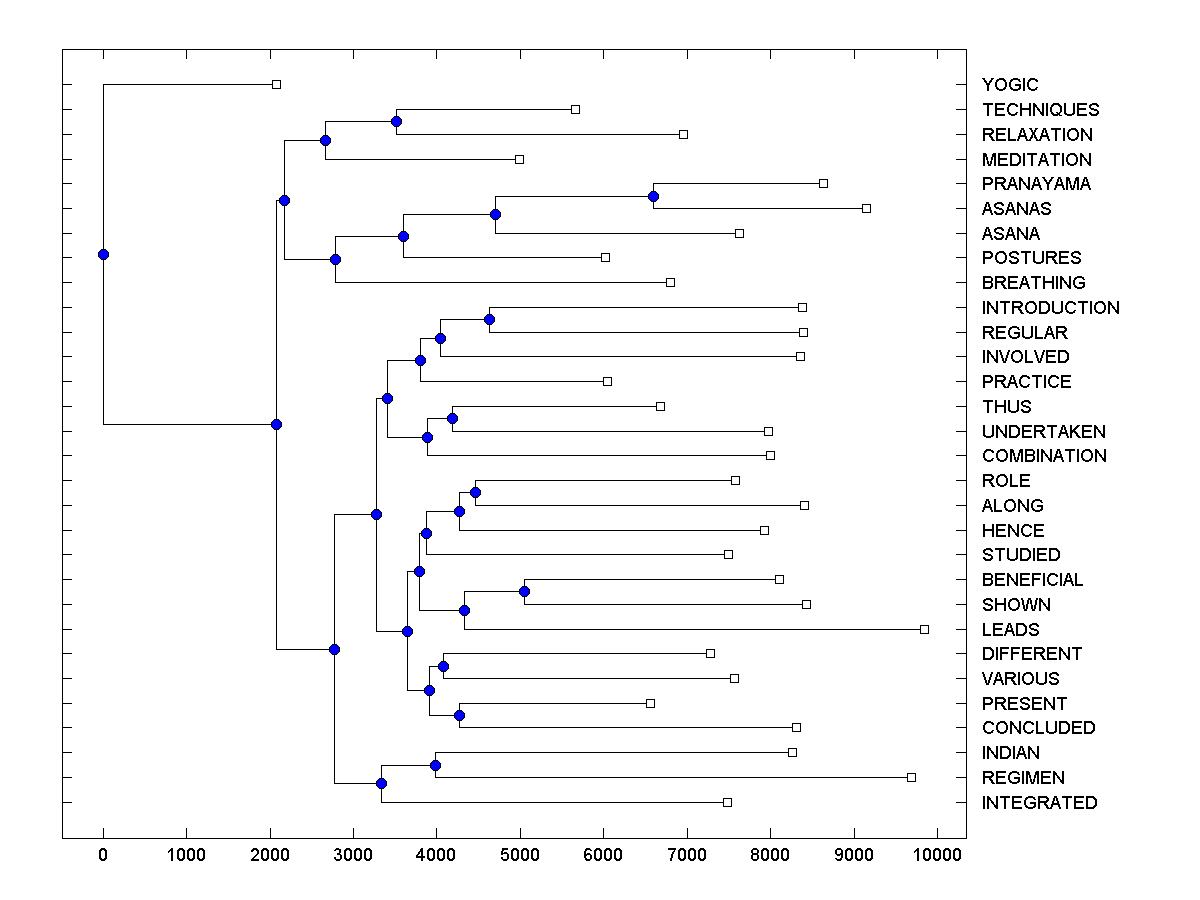 YOGIC
TECHNIQUES
RELAXATION
MEDITATION
PRANAYAMA
ASANAS
ASANA
POSTURES
BREATHING
INTRODUCTION
REGULAR
INVOLVED
PRACTICE
THUS
UNDERTAKEN
COMBINATION
ROLE
ALONG
HENCE
STUDIED
BENEFICIAL
SHOWN
LEADS
DIFFERENT
VARIOUS
PRESENT
CONCLUDED
INDIAN
REGIMEN
INTEGRATED
0 1000 2000 3000 4000 5000 6000 7000 8000 9000 10000